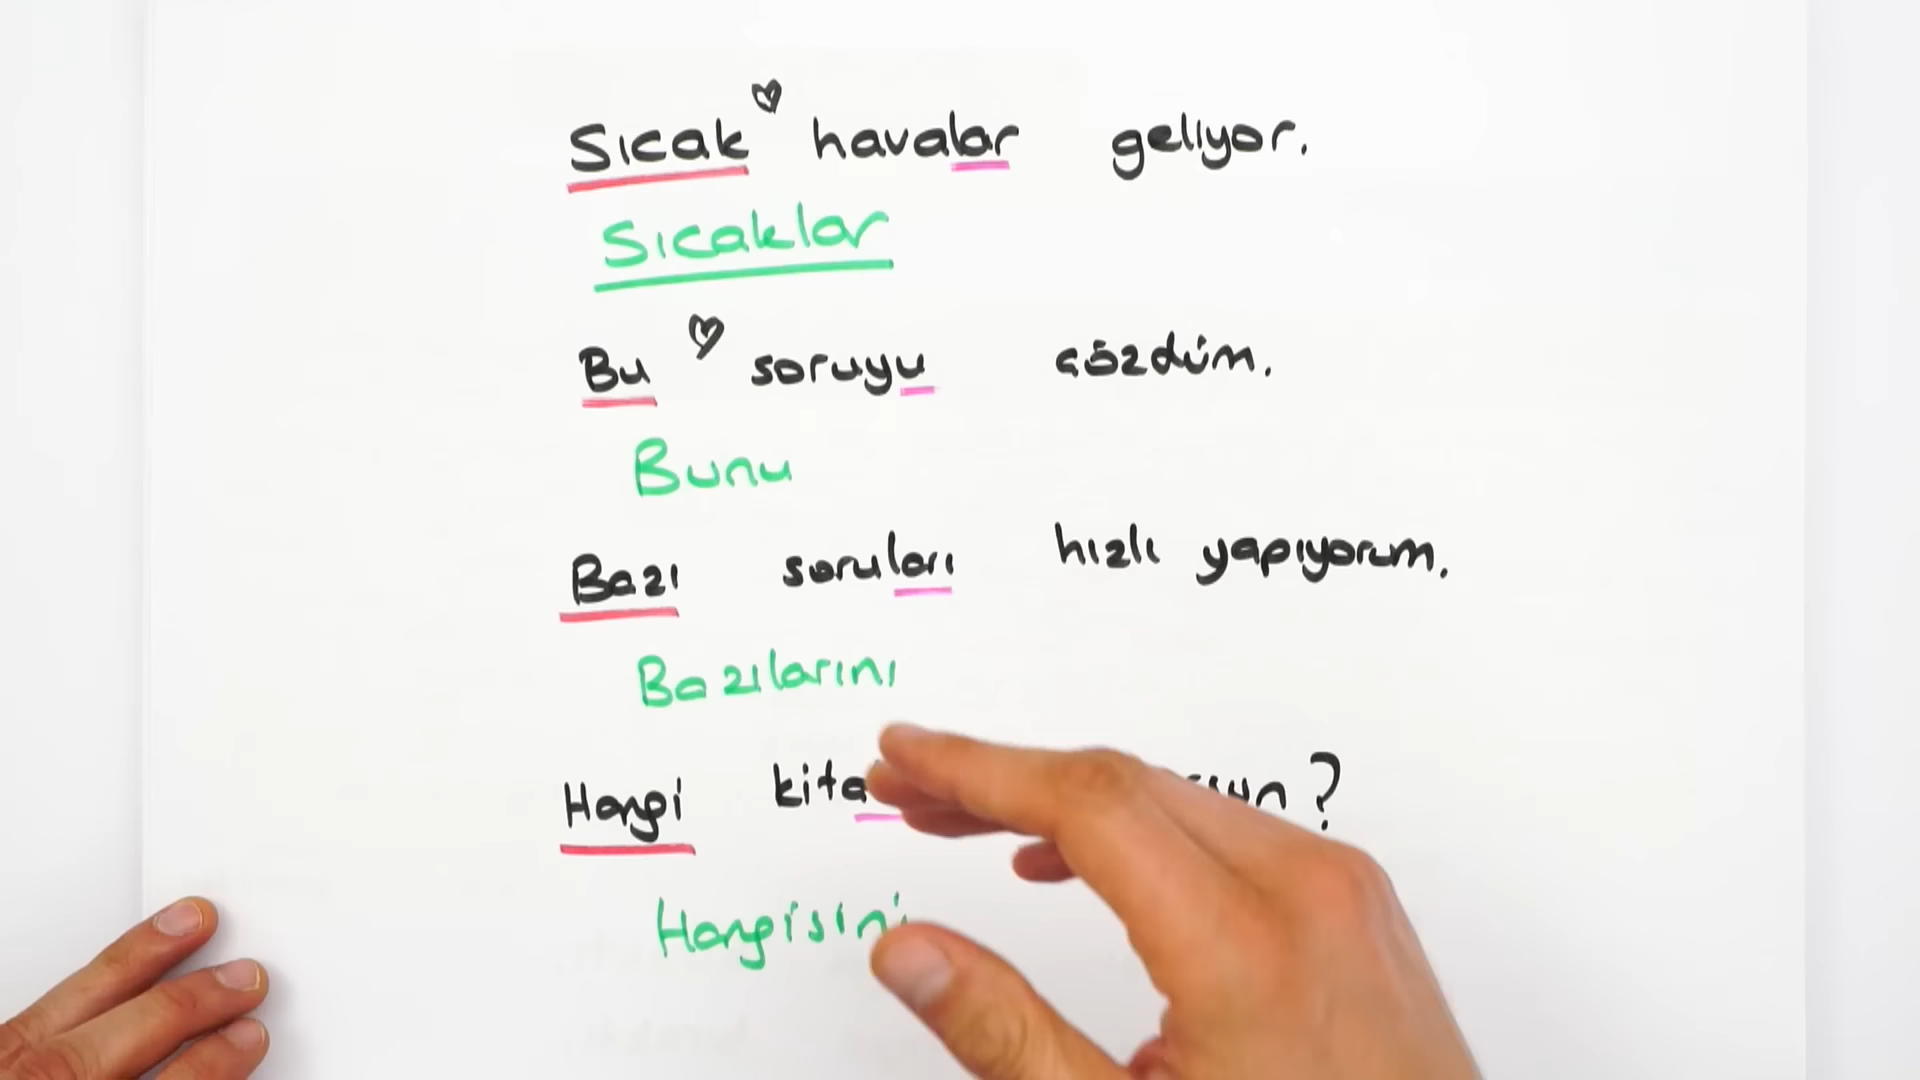 Sıcak havalar geliyor.
Sıcaklar
Bu soruyu çözdüm.
Bunu
Bazı soruları hızlı yapıyorum.
Bazılarını
Hangi ?
Hangisini